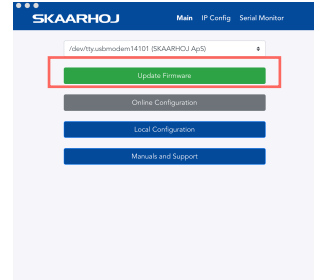 SKAARHOJ
Main IP Config Serial Monitor
/dev/tty.usbmodem14101 (SKAARHOJ ApS)
Update Firmware
Online Configuration
Local Configuration
Manuals and Support